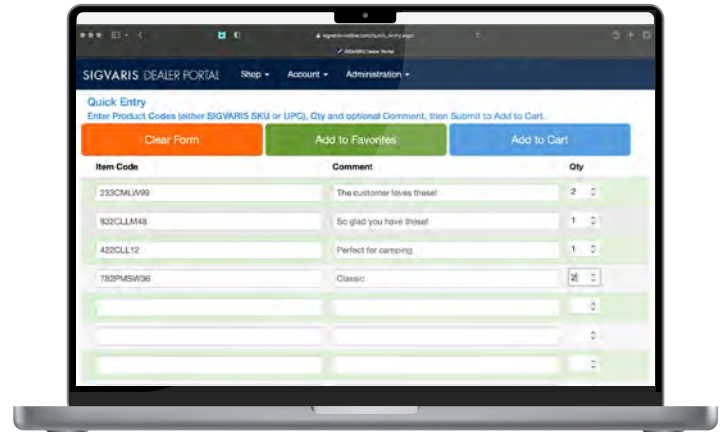 SIGVARIS DEALER PORTAL Shop Account Administration
Quick Entry
Enter Product Codes (either SIGVARIS SKU or UPC), Qty and optional Comment, then Submit to Add to Cart.
Clear Form Add to Favorites Add to Cart
Item Code Comment Qty
233CMLW99 The customer loves these! 2
832CLLM48 So glad you have these! 1
422CLL12 Perfect for camping 1
782PMSW36 Classic 2